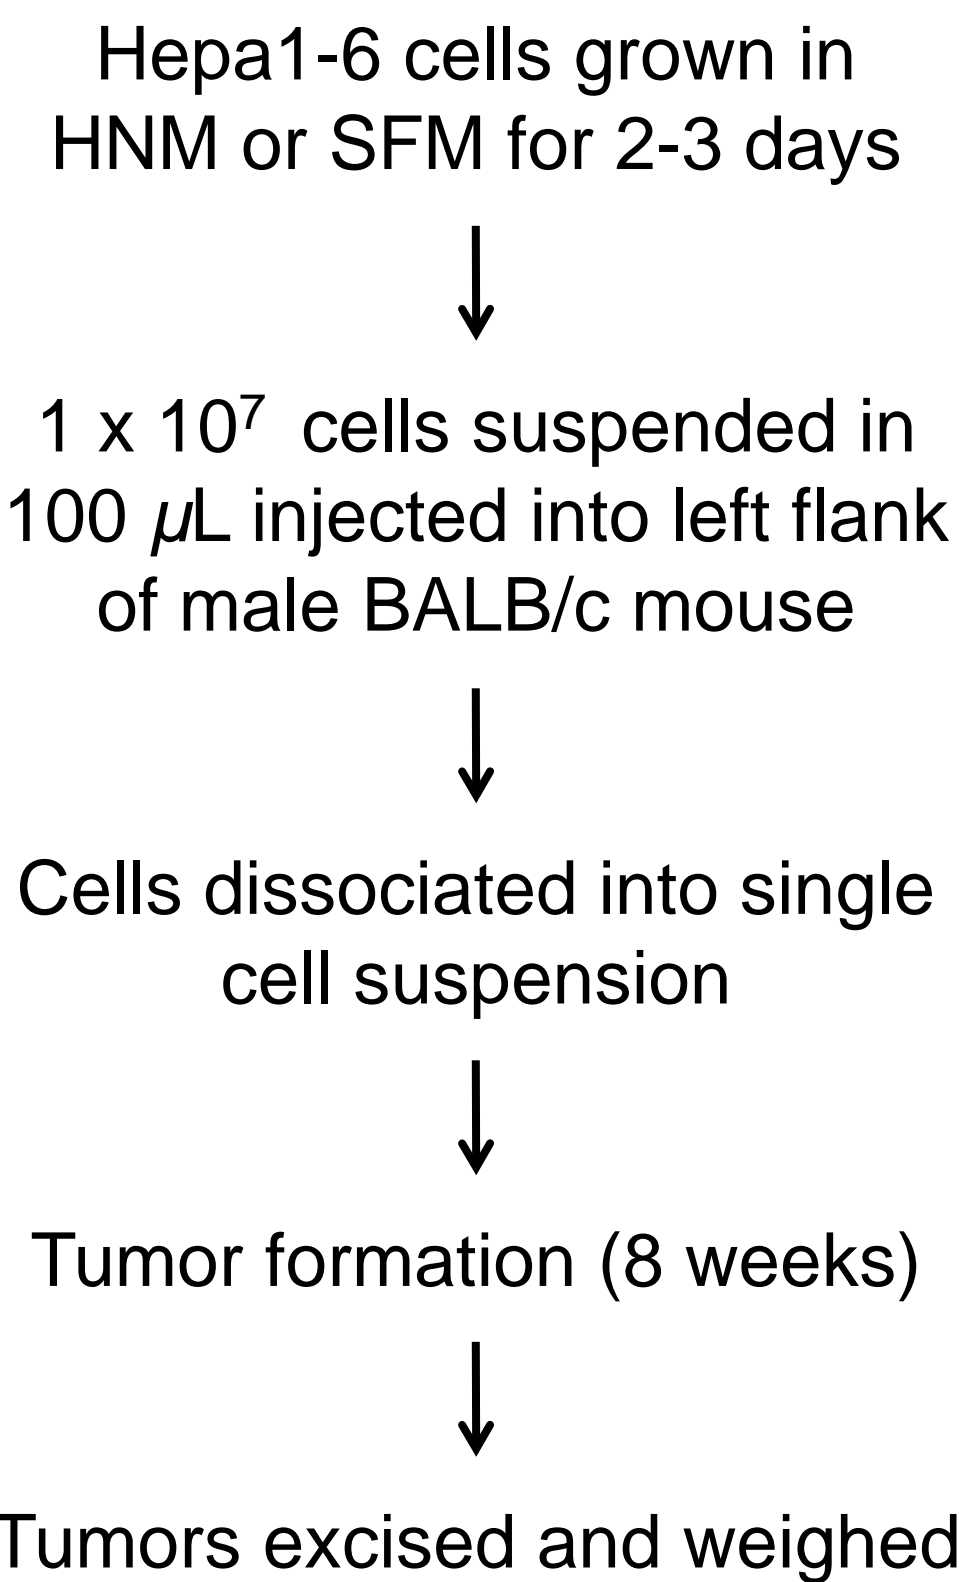 Hepa1-6 cells grown in
HNM or SFM for 2-3 days
1 x 10⁷ cells suspended in
100 µL injected into left flank
of male BALB/c mouse
Cells dissociated into single
cell suspension
Tumor formation (8 weeks)
Tumors excised and weighed